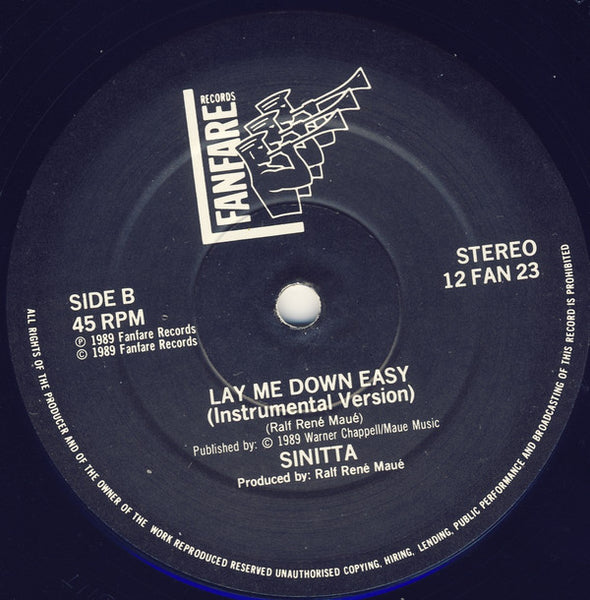 FANFARE
RECORDS
STEREO
12 FAN 23
SIDE B
45 RPM
℗ 1989 Fanfare Records
© 1989 Fanfare Records
LAY ME DOWN EASY
(Instrumental Version)
(Ralf René Maué)
Published by: © 1989 Warner Chappell/Maue Music
SINITTA
Produced by: Ralf René Maué
ALL RIGHTS OF THE PRODUCER AND OF THE OWNER OF THE WORK REPRODUCED RESERVED UNAUTHORISED COPYING, HIRING, LENDING, PUBLIC PERFORMANCE AND BROADCASTING OF THIS RECORD IS PROHIBITED